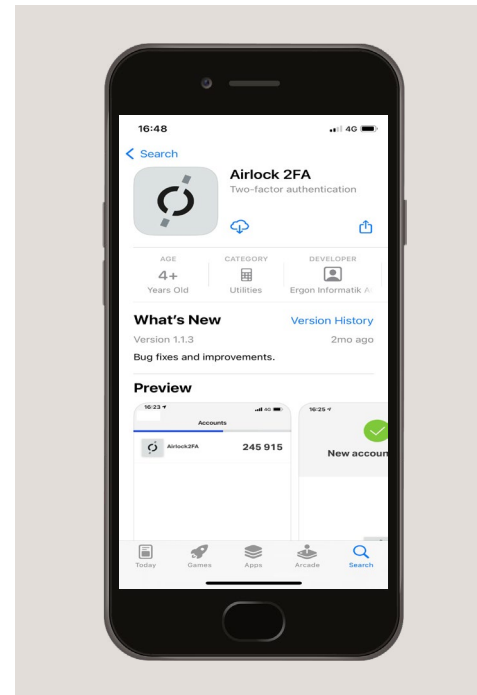 16:48
4G
Search
Airlock 2FA
Two-factor authentication
AGE
CATEGORY
DEVELOPER
4+
Years Old
Utilities
Ergon Informatik A
What's New
Version History
Version 1.1.3
2mo ago
Bug fixes and improvements.
Preview
16:23
4G
16:25
Accounts
Airlock2FA
245 915
New accoun
Today
Games
Apps
Arcade
Search